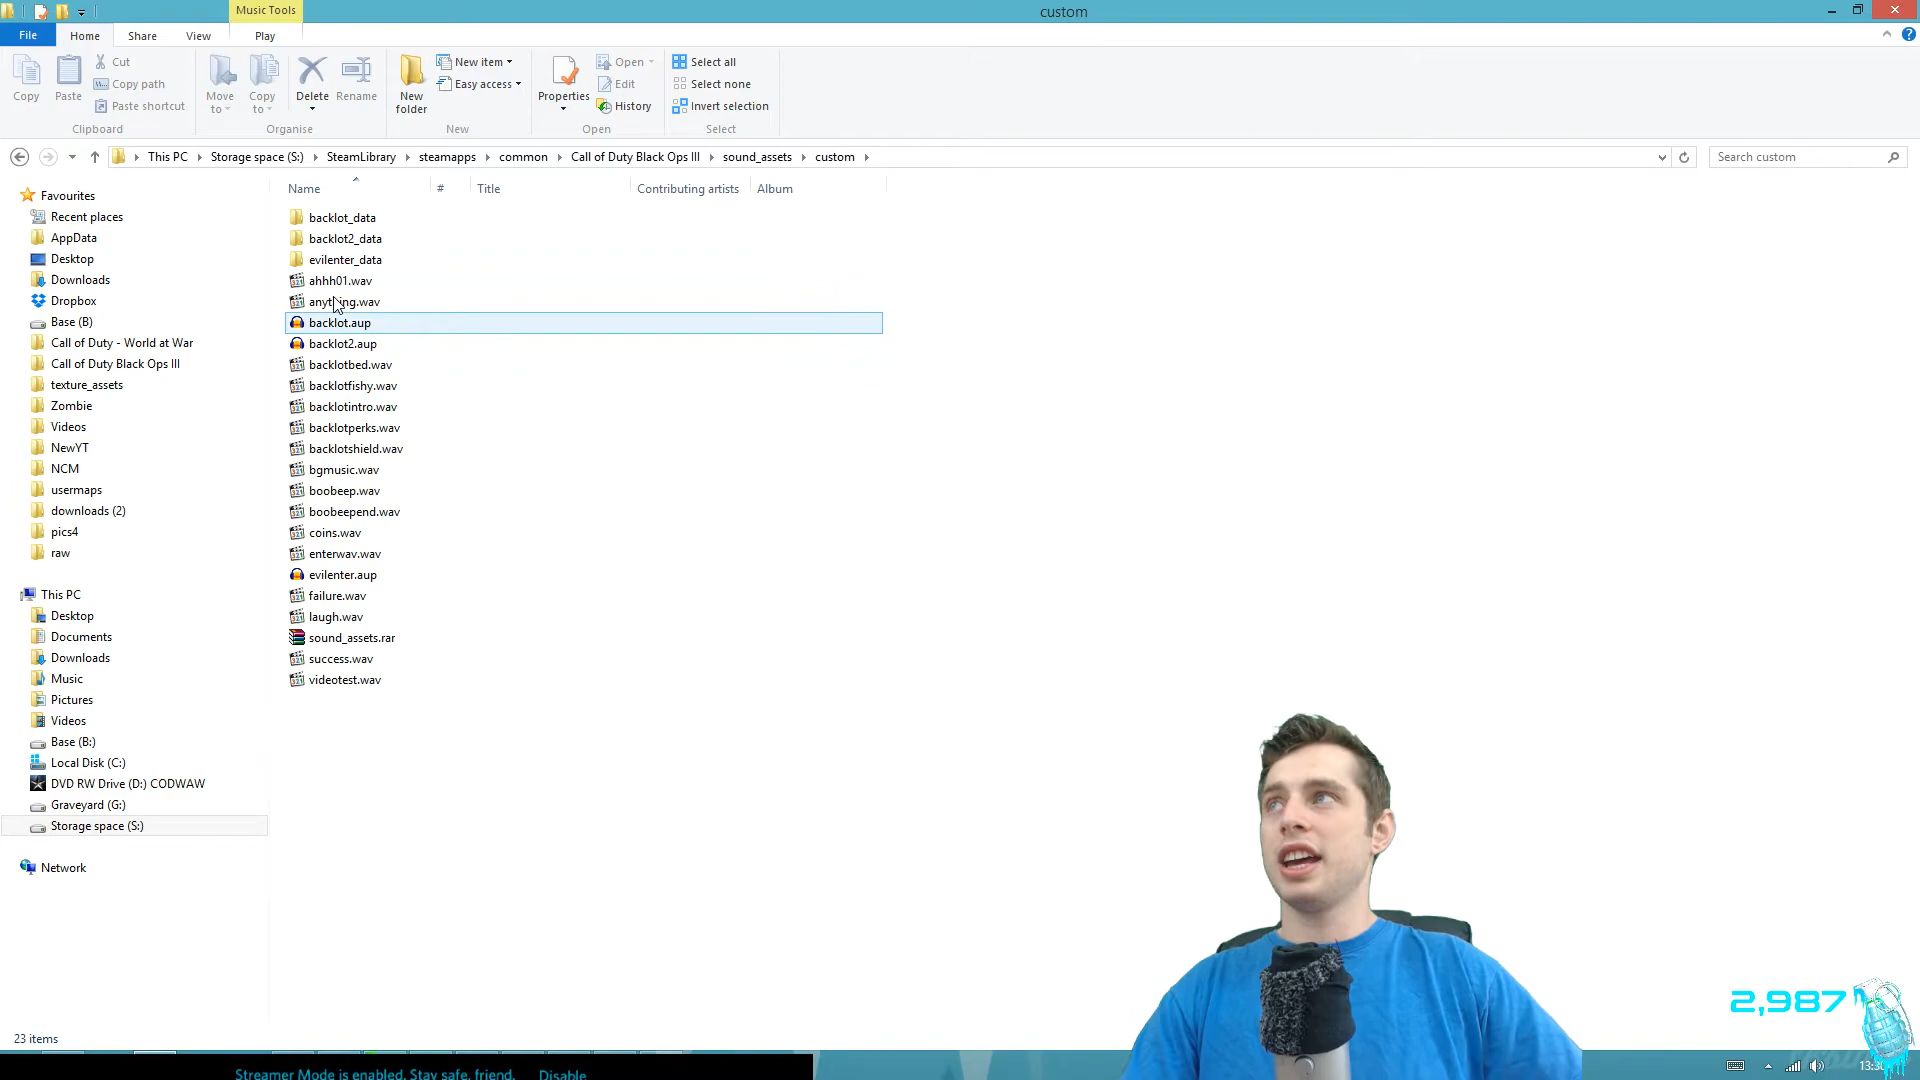 Music Tools
custom
File
Home
Share
View
Play
Copy
Paste
Cut
Copy path
Paste shortcut
Clipboard
Move to
Copy to
Delete
Rename
Organise
New folder
New item
Easy access
New
Properties
Open
Edit
History
Open
Select all
Select none
Invert selection
Select
This PC
Storage space (S:)
SteamLibrary
steamapps
common
Call of Duty Black Ops III
sound_assets
custom
Search custom
Name
#
Title
Contributing artists
Album
Favourites
Recent places
AppData
Desktop
Downloads
Dropbox
Base (B)
Call of Duty - World at War
Call of Duty Black Ops III
texture_assets
Zombie
Videos
NewYT
NCM
usermaps
downloads (2)
pics4
raw
This PC
Desktop
Documents
Downloads
Music
Pictures
Videos
Base (B:)
Local Disk (C:)
DVD RW Drive (D:) CODWAW
Graveyard (G:)
Storage space (S:)
Network
backlot_data
backlot2_data
evilenter_data
ahhh01.wav
anything.wav
backlot.aup
backlot2.aup
backlotbed.wav
backlotfishy.wav
backlotintro.wav
backlotperks.wav
backlotshield.wav
bgmusic.wav
boobeep.wav
boobeepend.wav
coins.wav
enterwav.wav
evilenter.aup
failure.wav
laugh.wav
sound_assets.rar
success.wav
videotest.wav
2,987
23 items
Streamer Mode is enabled. Stay safe, friend.
Disable